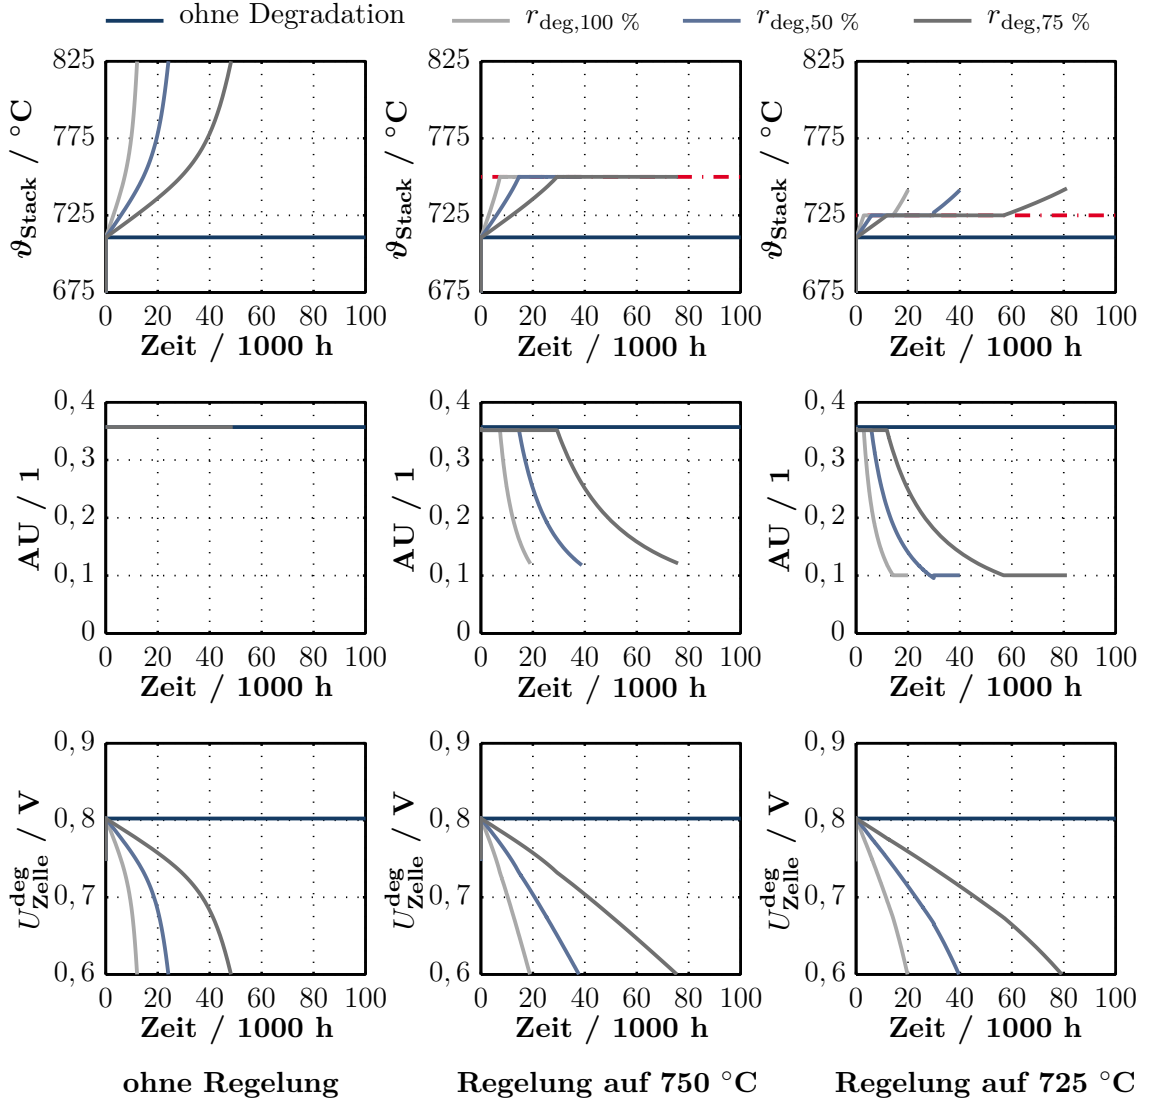 ohne Degradation r_deg,100 % r_deg,50 % r_deg,75 %
825 825 825
775 775 775
725 725 725
675 675 675
ϑ_Stack / °C ϑ_Stack / °C ϑ_Stack / °C
0 20 40 60 80 100 0 20 40 60 80 100 0 20 40 60 80 100
Zeit / 1000 h Zeit / 1000 h Zeit / 1000 h
0,4 0,4 0,4
0,3 0,3 0,3
0,2 0,2 0,2
0,1 0,1 0,1
0 0 0
AU / 1 AU / 1 AU / 1
0 20 40 60 80 100 0 20 40 60 80 100 0 20 40 60 80 100
Zeit / 1000 h Zeit / 1000 h Zeit / 1000 h
0,9 0,9 0,9
0,8 0,8 0,8
0,7 0,7 0,7
0,6 0,6 0,6
U_Zelle^deg / V U_Zelle^deg / V U_Zelle^deg / V
0 20 40 60 80 100 0 20 40 60 80 100 0 20 40 60 80 100
Zeit / 1000 h Zeit / 1000 h Zeit / 1000 h
ohne Regelung Regelung auf 750 °C Regelung auf 725 °C